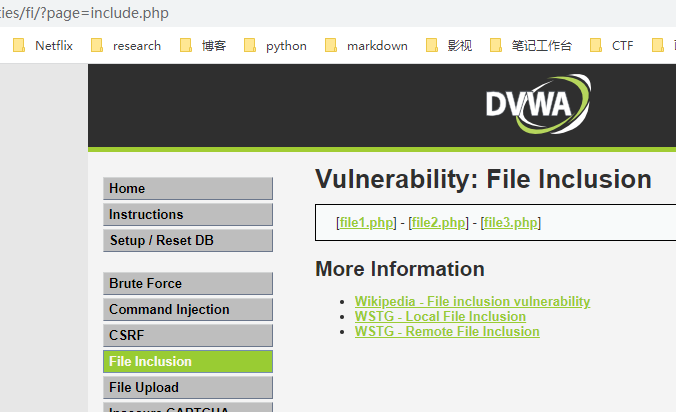 ties/fi/?page=include.php
Netflix research 博客 python markdown 影视 笔记工作台 CTF
DVWA
Home
Instructions
Setup / Reset DB
Brute Force
Command Injection
CSRF
File Inclusion
File Upload
Insecure CAPTCHA
Vulnerability: File Inclusion
[file1.php] - [file2.php] - [file3.php]
More Information
Wikipedia - File inclusion vulnerability
WSTG - Local File Inclusion
WSTG - Remote File Inclusion